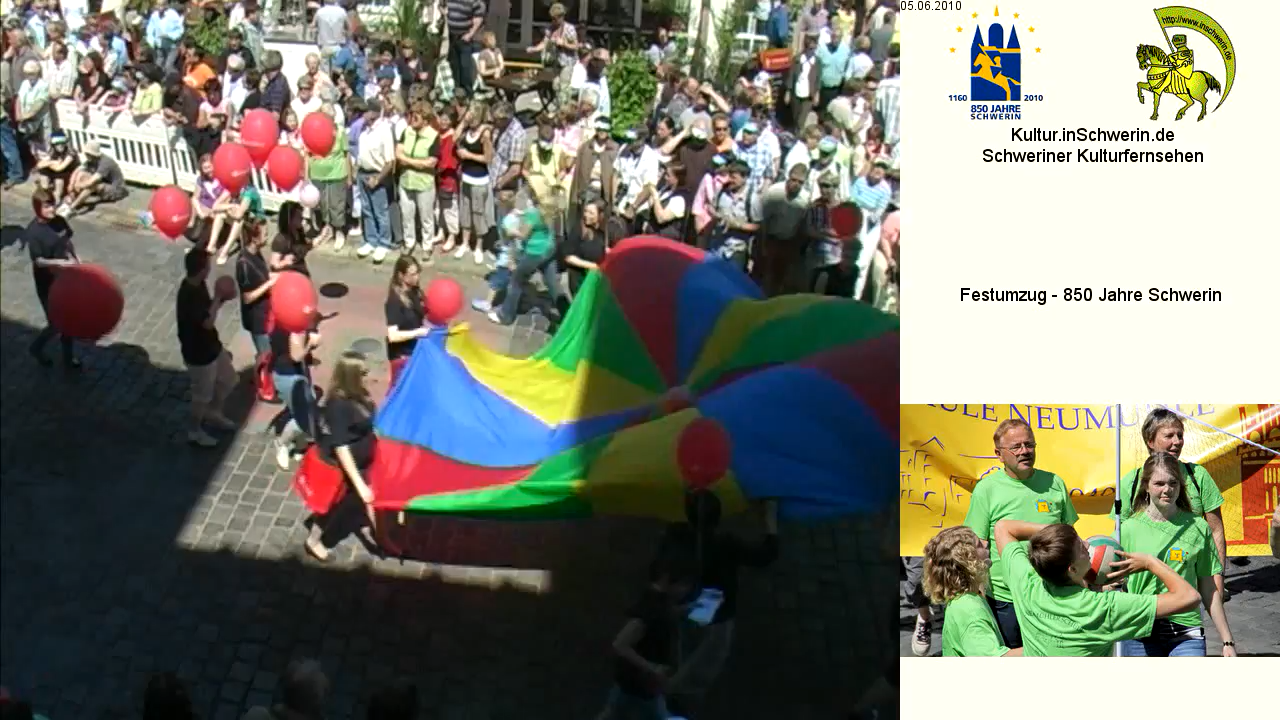 05.06.2010
http://www.inschwerin.de
1160 2010
850 JAHRE
SCHWERIN
Kultur.inSchwerin.de
Schweriner Kulturfernsehen
Festumzug - 850 Jahre Schwerin